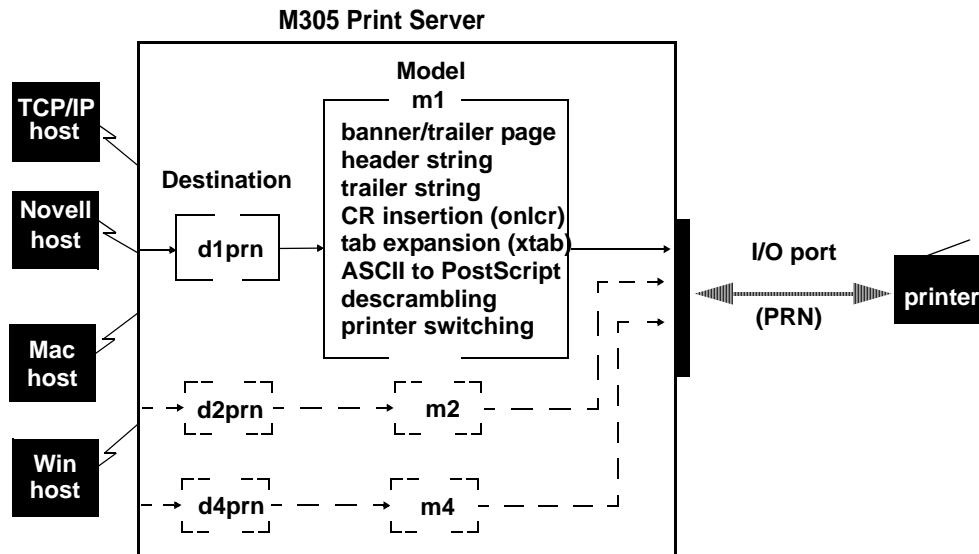 M305 Print Server
TCP/IP
host
Novell
host
Mac
host
Win
host
Destination
d1prn
Model
m1
banner/trailer page
header string
trailer string
CR insertion (onlcr)
tab expansion (xtab)
ASCII to PostScript
descrambling
printer switching
d2prn
m2
d4prn
m4
I/O port
(PRN)
printer